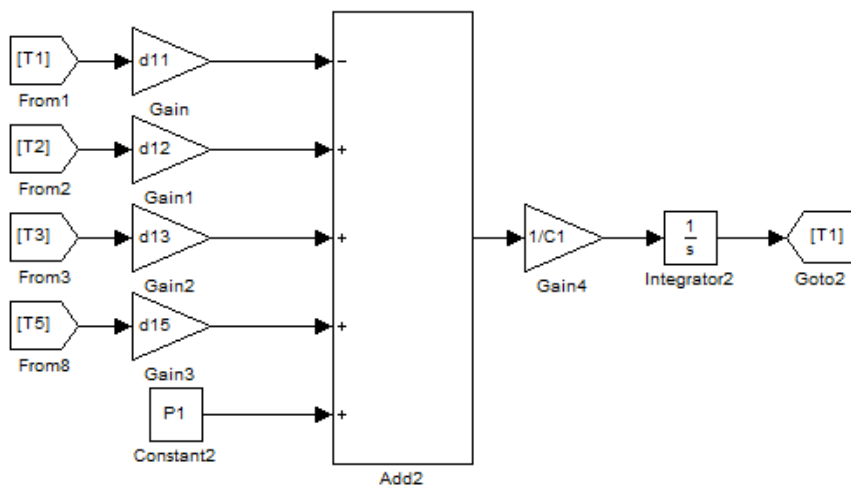 [T1]
d11
−
From1
Gain
[T2]
d12
+
From2
Gain1
[T3]
d13
+
1/C1
1
s
[T1]
From3
Gain2
Gain4
Integrator2
Goto2
[T5]
d15
+
From8
Gain3
P1
+
Constant2
Add2